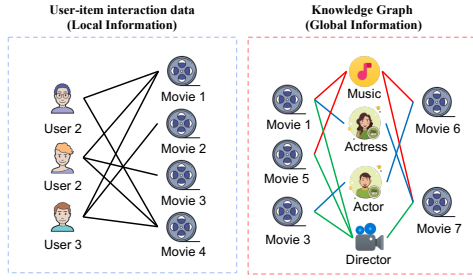 User-item interaction data
(Local Information)
User 2
User 2
User 3
Movie 1
Movie 2
Movie 3
Movie 4
Knowledge Graph
(Global Information)
Movie 1
Movie 5
Movie 3
Music
Actress
Actor
Director
Movie 6
Movie 7